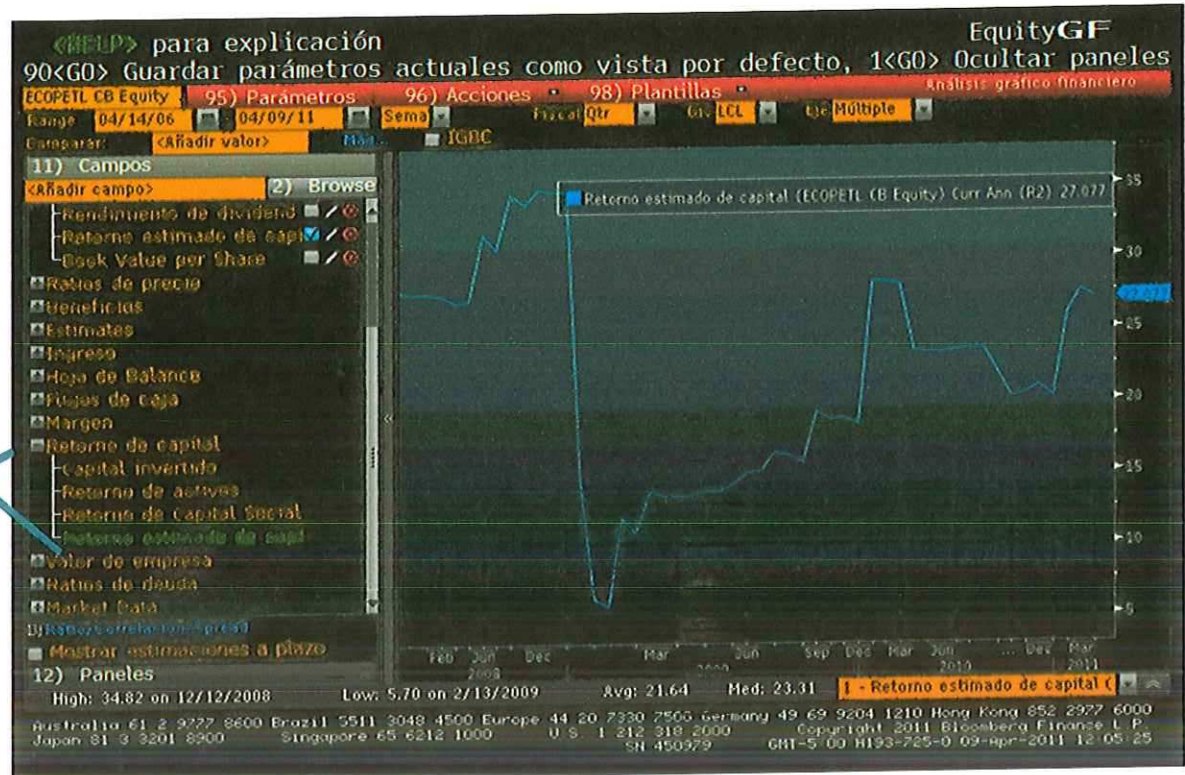 <HELP> para explicación
EquityGF
90<GO> Guardar parámetros actuales como vista por defecto, 1<GO> Ocultar paneles
ECOPETL CB Equity 95) Parámetros 96) Acciones 98) Plantillas Análisis gráfico financiero
Range 04/14/06 - 04/09/11 Sema Fiscal Qtr Div LCL Eje Múltiple
Comparar: <Añadir valor> Más... IGBC
11) Campos
<Añadir campo> 2) Browse
Rendimiento de dividend
Retorno estimado de capi
Book Value per Share
Ratios de precio
Beneficios
Estimates
Ingreso
Hoja de Balance
Flujos de caja
Margen
Retorno de capital
Capital invertido
Retorno de activos
Retorno de Capital Social
Retorno estimado de capi
Valor de empresa
Ratios de deuda
Market Data
Mostrar estimaciones a plazo
12) Paneles
Retorno estimado de capital (ECOPETL CB Equity) Curr Ann (R2) 27.077
35
30
27.077
25
20
15
10
5
Feb Jun Dec Mar Jun Sep Dec Mar Jun ... Dec Mar
2008 2009 2010 2011
High: 34.82 on 12/12/2008 Low: 5.70 on 2/13/2009 Avg: 21.64 Med: 23.31 1 - Retorno estimado de capital (
Australia 61 2 9777 8600 Brazil 5511 3048 4500 Europe 44 20 7330 7500 Germany 49 69 9204 1210 Hong Kong 852 2977 6000
Japan 81 3 3201 8900 Singapore 65 6212 1000 U.S. 1 212 318 2000 Copyright 2011 Bloomberg Finance L.P.
SN 450979 GMT-5:00 H193-725-0 09-Apr-2011 12:05:25